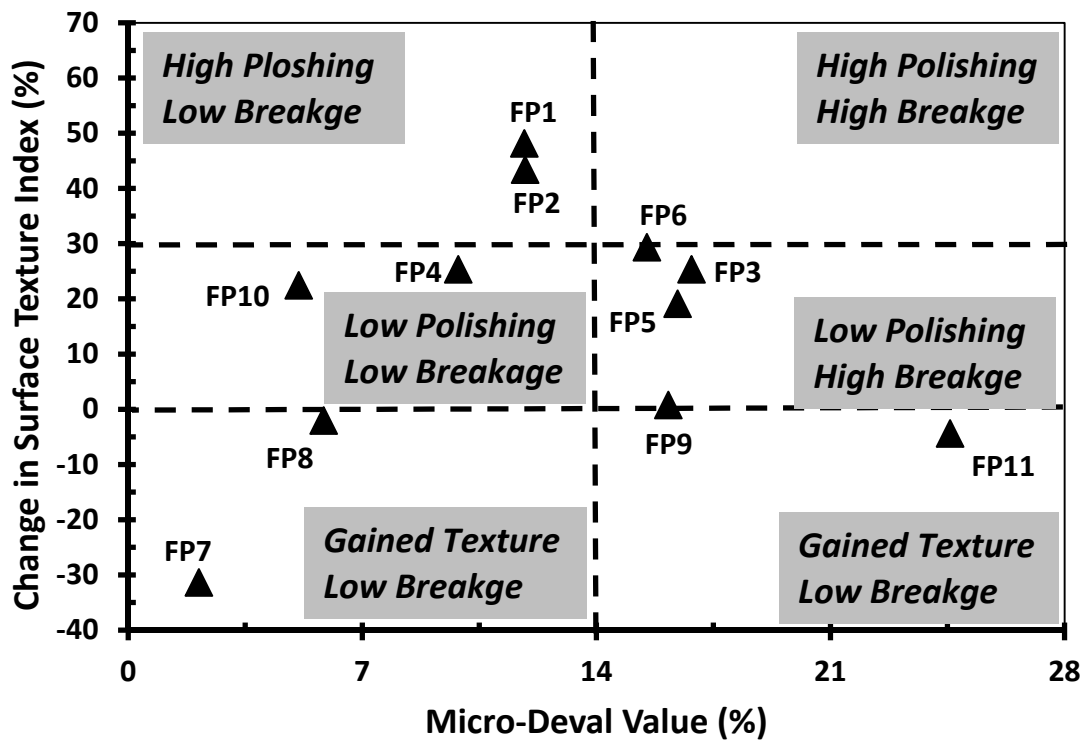 Change in Surface Texture Index (%)
70
60
50
40
30
20
10
0
-10
-20
-30
-40
High Ploshing
Low Breakge
High Polishing
High Breakge
FP1
FP2
FP6
FP4
FP3
FP10
FP5
Low Polishing
Low Breakage
Low Polishing
High Breakge
FP8
FP9
FP11
Gained Texture
Low Breakge
Gained Texture
Low Breakge
FP7
0 7 14 21 28
Micro-Deval Value (%)